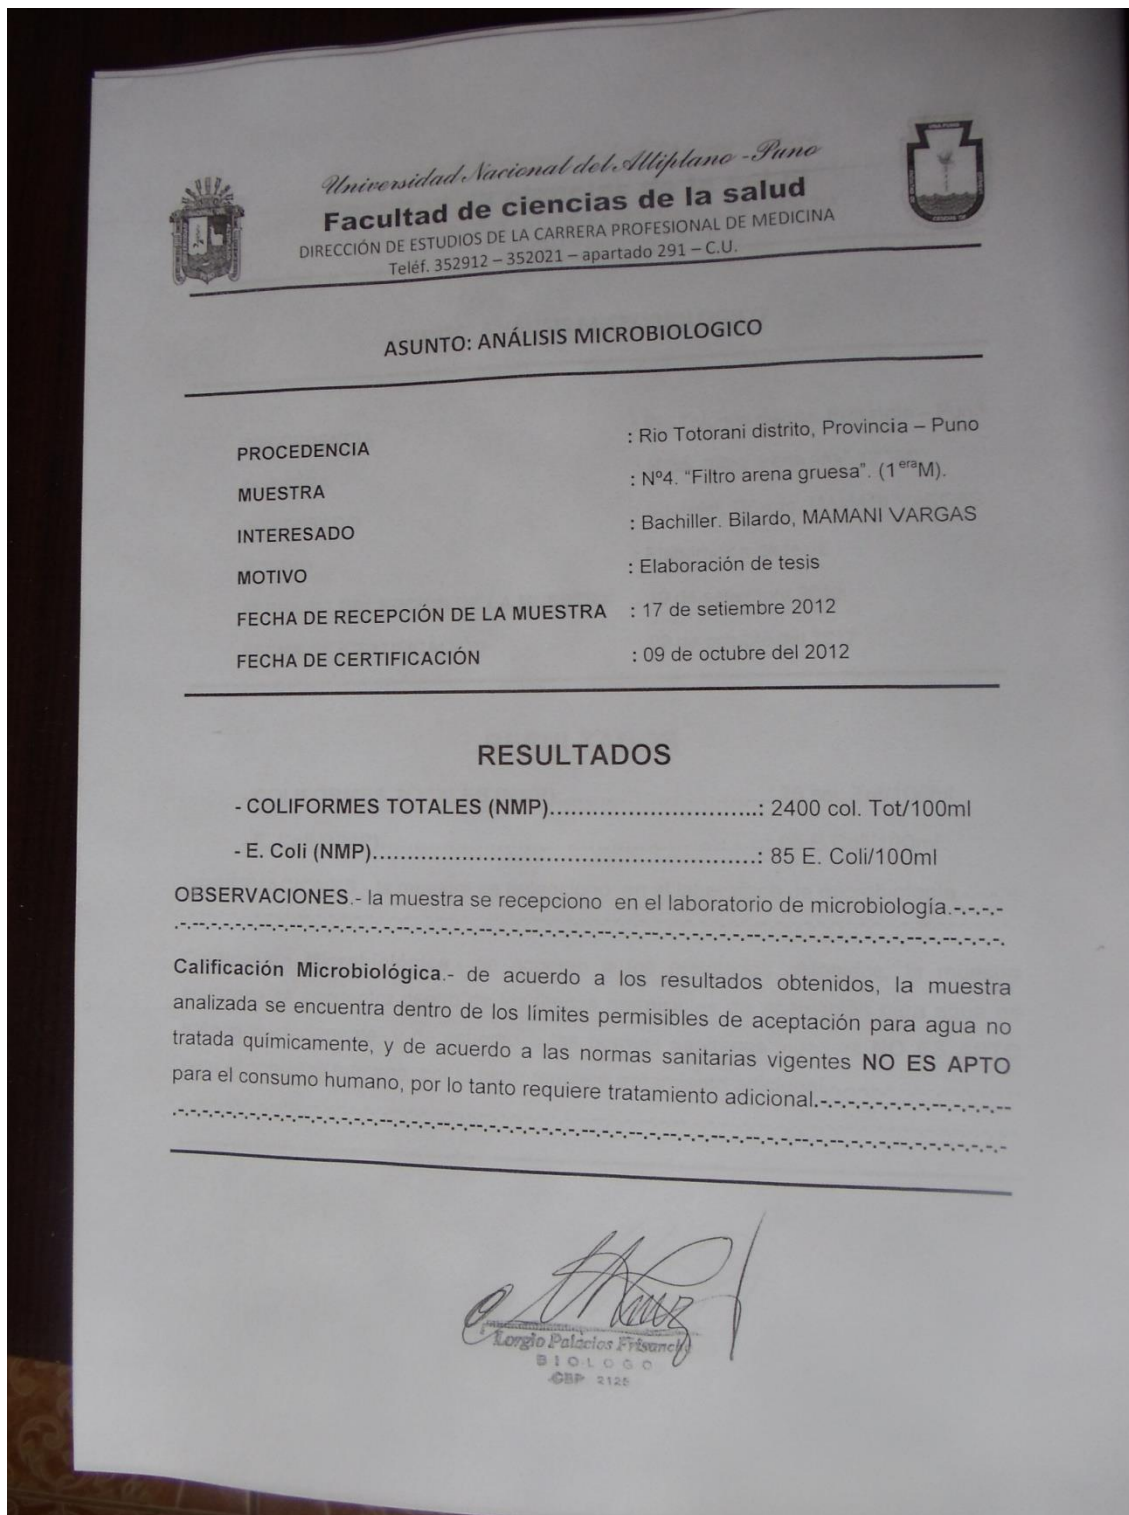 Universidad Nacional del Altiplano - Puno
Facultad de ciencias de la salud
DIRECCIÓN DE ESTUDIOS DE LA CARRERA PROFESIONAL DE MEDICINA
Teléf. 352912 – 352021 – apartado 291 – C.U.
ASUNTO: ANÁLISIS MICROBIOLOGICO
PROCEDENCIA : Rio Totorani distrito, Provincia – Puno
MUESTRA : Nº4. “Filtro arena gruesa”. (1eraM).
INTERESADO : Bachiller. Bilardo, MAMANI VARGAS
MOTIVO : Elaboración de tesis
FECHA DE RECEPCIÓN DE LA MUESTRA : 17 de setiembre 2012
FECHA DE CERTIFICACIÓN : 09 de octubre del 2012
RESULTADOS
- COLIFORMES TOTALES (NMP)............................: 2400 col. Tot/100ml
- E. Coli (NMP).....................................................: 85 E. Coli/100ml
OBSERVACIONES.- la muestra se recepciono en el laboratorio de microbiología.-.-.-.-
Calificación Microbiológica.- de acuerdo a los resultados obtenidos, la muestra
analizada se encuentra dentro de los límites permisibles de aceptación para agua no
tratada químicamente, y de acuerdo a las normas sanitarias vigentes NO ES APTO
para el consumo humano, por lo tanto requiere tratamiento adicional.-.-.-.-.-.-.-.--.-.-.-.--
Lorgio Palacios Frisancho
BIOLOGO
CBP 2125